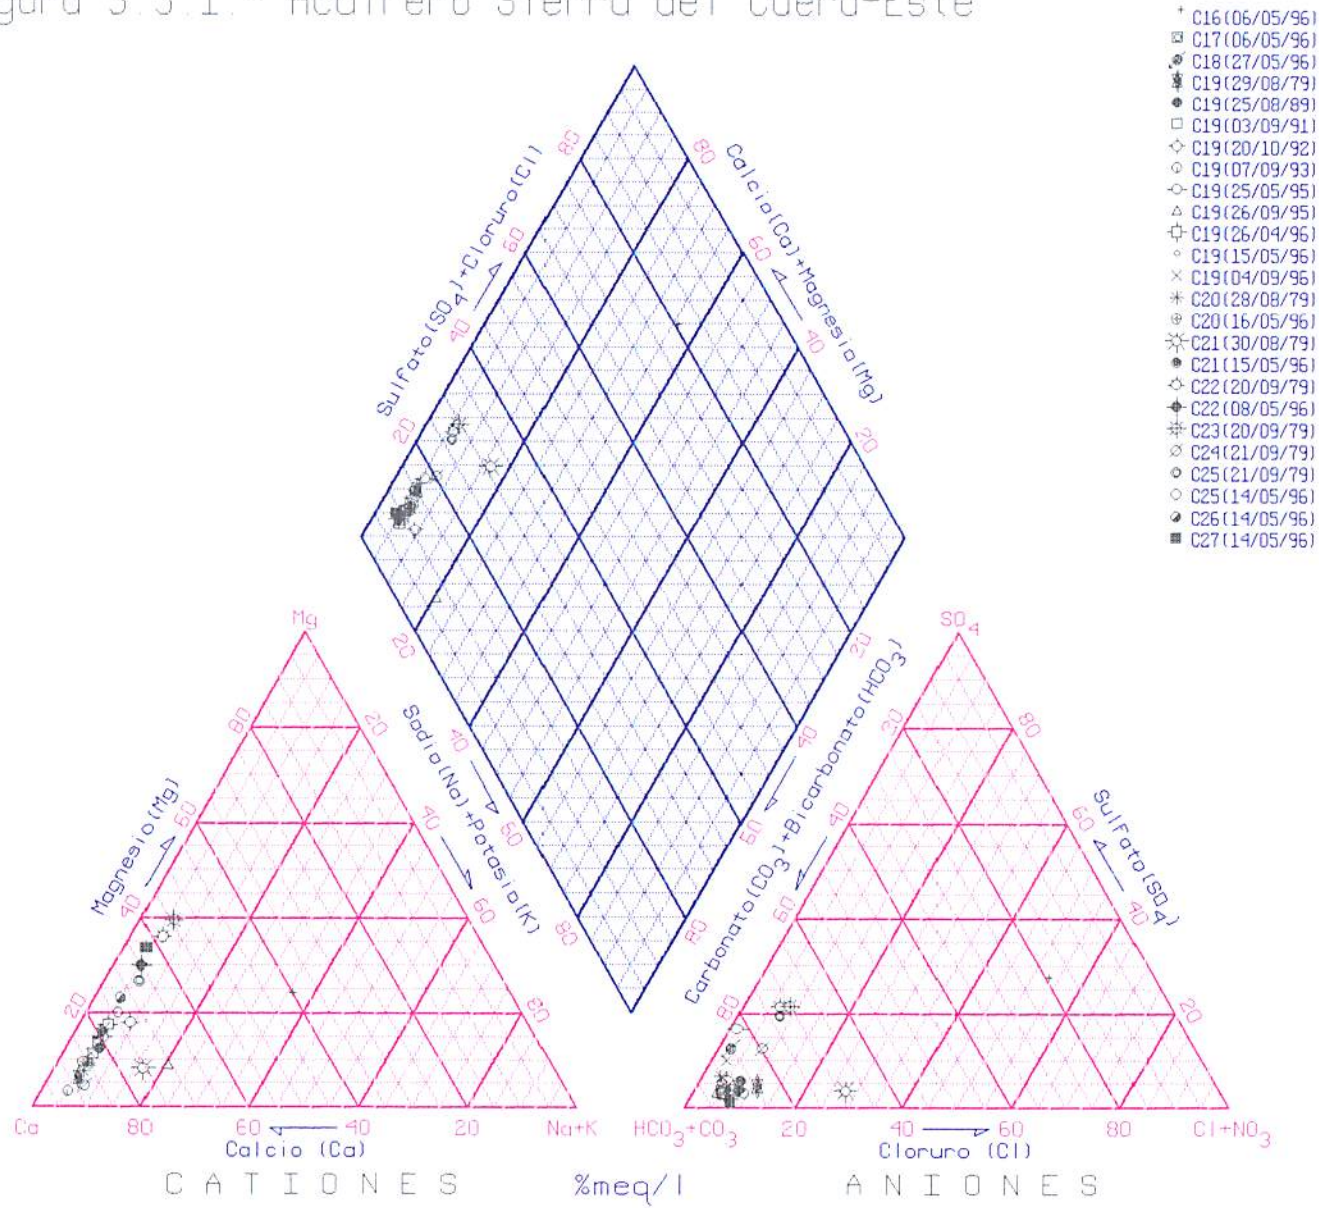 gura 5.5.1.- Acuífero Sierra del Cuera-Este
C16(06/05/96)
C17(06/05/96)
C18(27/05/96)
C19(29/08/79)
C19(25/08/89)
C19(03/09/91)
C19(20/10/92)
C19(07/09/93)
C19(25/05/95)
C19(26/09/95)
C19(26/04/96)
C19(15/05/96)
C19(04/09/96)
C20(28/08/79)
C20(16/05/96)
C21(30/08/79)
C21(15/05/96)
C22(20/09/79)
C22(08/05/96)
C23(20/09/79)
C24(21/09/79)
C25(21/09/79)
C25(14/05/96)
C26(14/05/96)
C27(14/05/96)
Sulfato(SO4)+Cloruro(Cl)
20 40 60 80
Calcio(Ca)+Magnesio(Mg)
80 60 40 20
Sodio(Na)+Potasio(K)
20 40 60 80
Carbonato(CO3)+Bicarbonato(HCO3)
20 40 60 80
Mg
Magnesio(Mg)
20 40 60 80
20 40 60 80
Ca 80 60 40 20 Na+K
Calcio (Ca)
CATIONES
%meq/l
SO4
20 40 60 80
Sulfato(SO4)
80 60 40 20
HCO3+CO3 20 40 60 80 Cl+NO3
Cloruro (Cl)
ANIONES